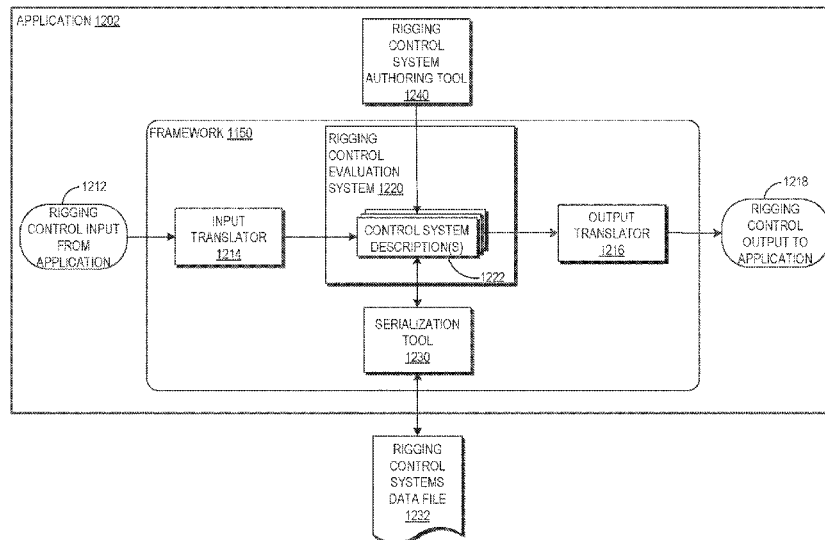 APPLICATION 1202
RIGGING
CONTROL
SYSTEM
AUTHORING TOOL
1240
FRAMEWORK 1150
RIGGING
CONTROL
EVALUATION
SYSTEM 1220
1212
RIGGING
CONTROL INPUT
FROM
APPLICATION
INPUT
TRANSLATOR
1214
CONTROL SYSTEM
DESCRIPTION(S)
1222
OUTPUT
TRANSLATOR
1216
1218
RIGGING
CONTROL
OUTPUT TO
APPLICATION
SERIALIZATION
TOOL
1230
RIGGING
CONTROL
SYSTEMS
DATA FILE
1232